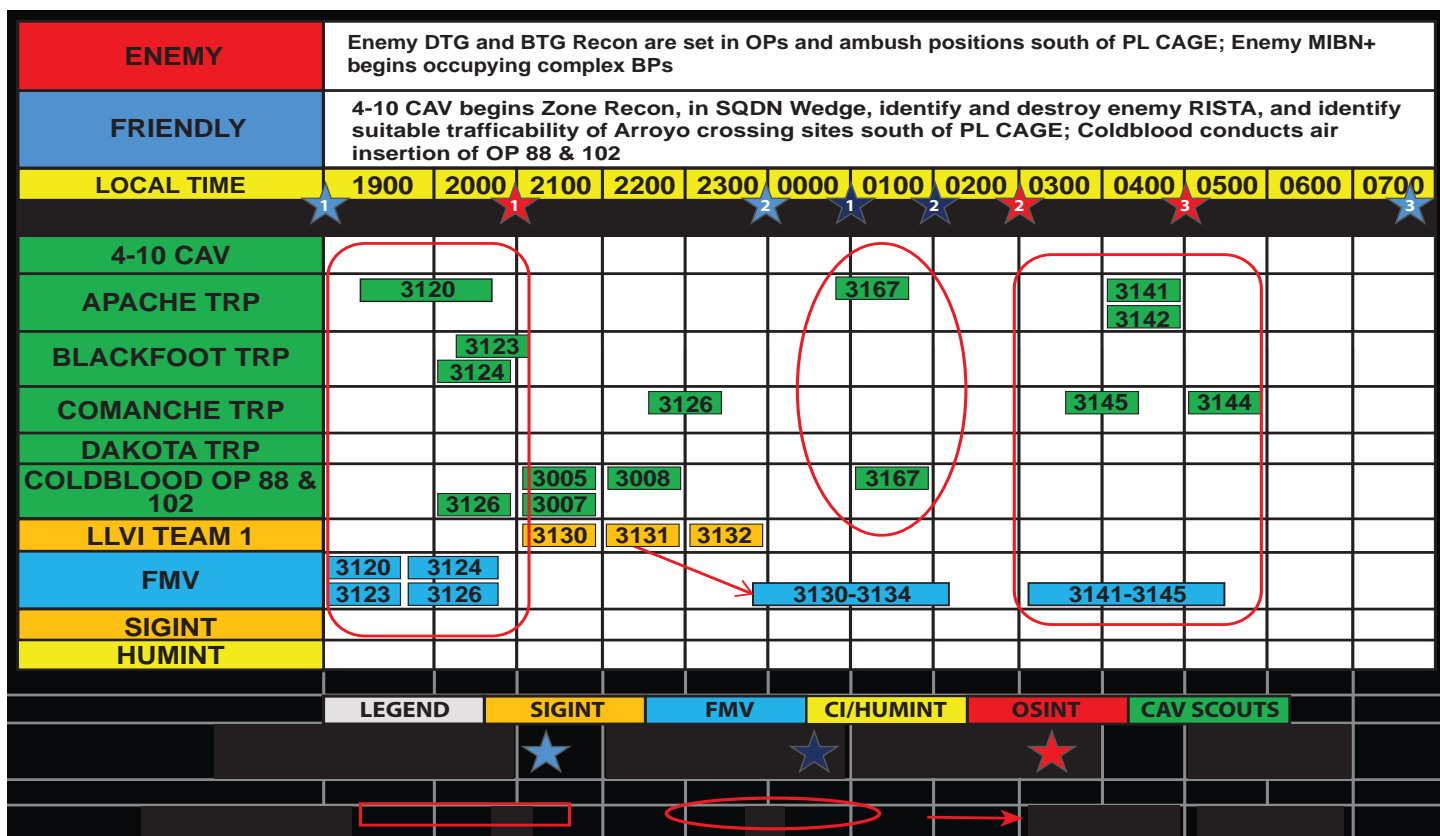 ENEMY
Enemy DTG and BTG Recon are set in OPs and ambush positions south of PL CAGE; Enemy MIBN+
begins occupying complex BPs
FRIENDLY
4-10 CAV begins Zone Recon, in SQDN Wedge, identify and destroy enemy RISTA, and identify
suitable trafficability of Arroyo crossing sites south of PL CAGE; Coldblood conducts air
insertion of OP 88 & 102
LOCAL TIME 1900 2000 2100 2200 2300 0000 0100 0200 0300 0400 0500 0600 0700
1 1 2 1 2 2 3 3
4-10 CAV
APACHE TRP 3120 3167 3141
3142
BLACKFOOT TRP 3123
3124
COMANCHE TRP 3126 3145 3144
DAKOTA TRP
COLDBLOOD OP 88 & 3005 3008 3167
102 3126 3007
LLVI TEAM 1 3130 3131 3132
FMV 3120 3124
3123 3126 3130-3134 3141-3145
SIGINT
HUMINT
LEGEND SIGINT FMV CI/HUMINT OSINT CAV SCOUTS